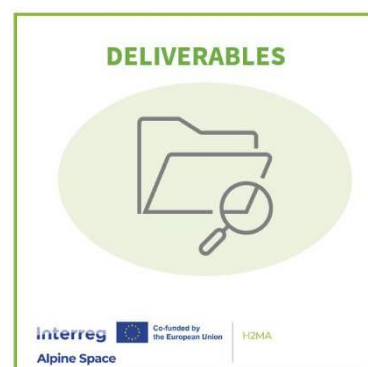 DELIVERABLES
Interreg
Co-funded by
the European Union
H2MA
Alpine Space